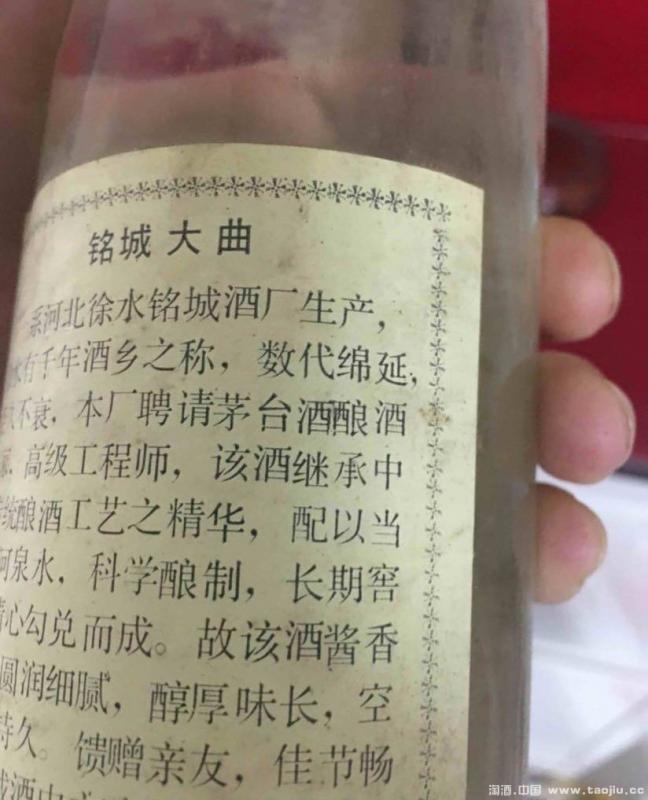 铭城大曲
系河北徐水铭城酒厂生产，
水有千年酒乡之称，数代绵延，
不衰．本厂聘请茅台酒酿酒
高级工程师，该酒继承中
统酿酒工艺之精华，配以当
河泉水，科学酿制，长期窖
精心勾兑而成。故该酒酱香
圆润细腻，醇厚味长，空
持久。馈赠亲友，佳节畅
酒中
淘酒.中国 www.taojiu.cc